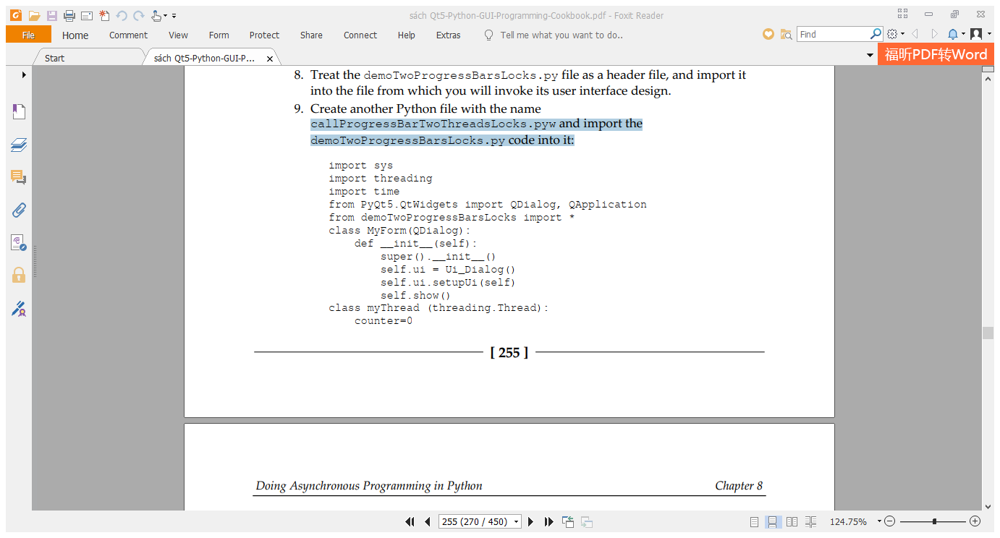 sách Qt5-Python-GUI-Programming-Cookbook.pdf - Foxit Reader
File Home Comment View Form Protect Share Connect Help Extras Tell me what you want to do.. Find
Start sách Qt5-Python-GUI-P... 福昕PDF转Word
8. Treat the demoTwoProgressBarsLocks.py file as a header file, and import it
into the file from which you will invoke its user interface design.
9. Create another Python file with the name
callProgressBarTwoThreadsLocks.pyw and import the
demoTwoProgressBarsLocks.py code into it:
import sys
import threading
import time
from PyQt5.QtWidgets import QDialog, QApplication
from demoTwoProgressBarsLocks import *
class MyForm(QDialog):
    def __init__(self):
        super().__init__()
        self.ui = Ui_Dialog()
        self.ui.setupUi(self)
        self.show()
class myThread (threading.Thread):
    counter=0
[ 255 ]
Doing Asynchronous Programming in Python Chapter 8
255 (270 / 450) 124.75%